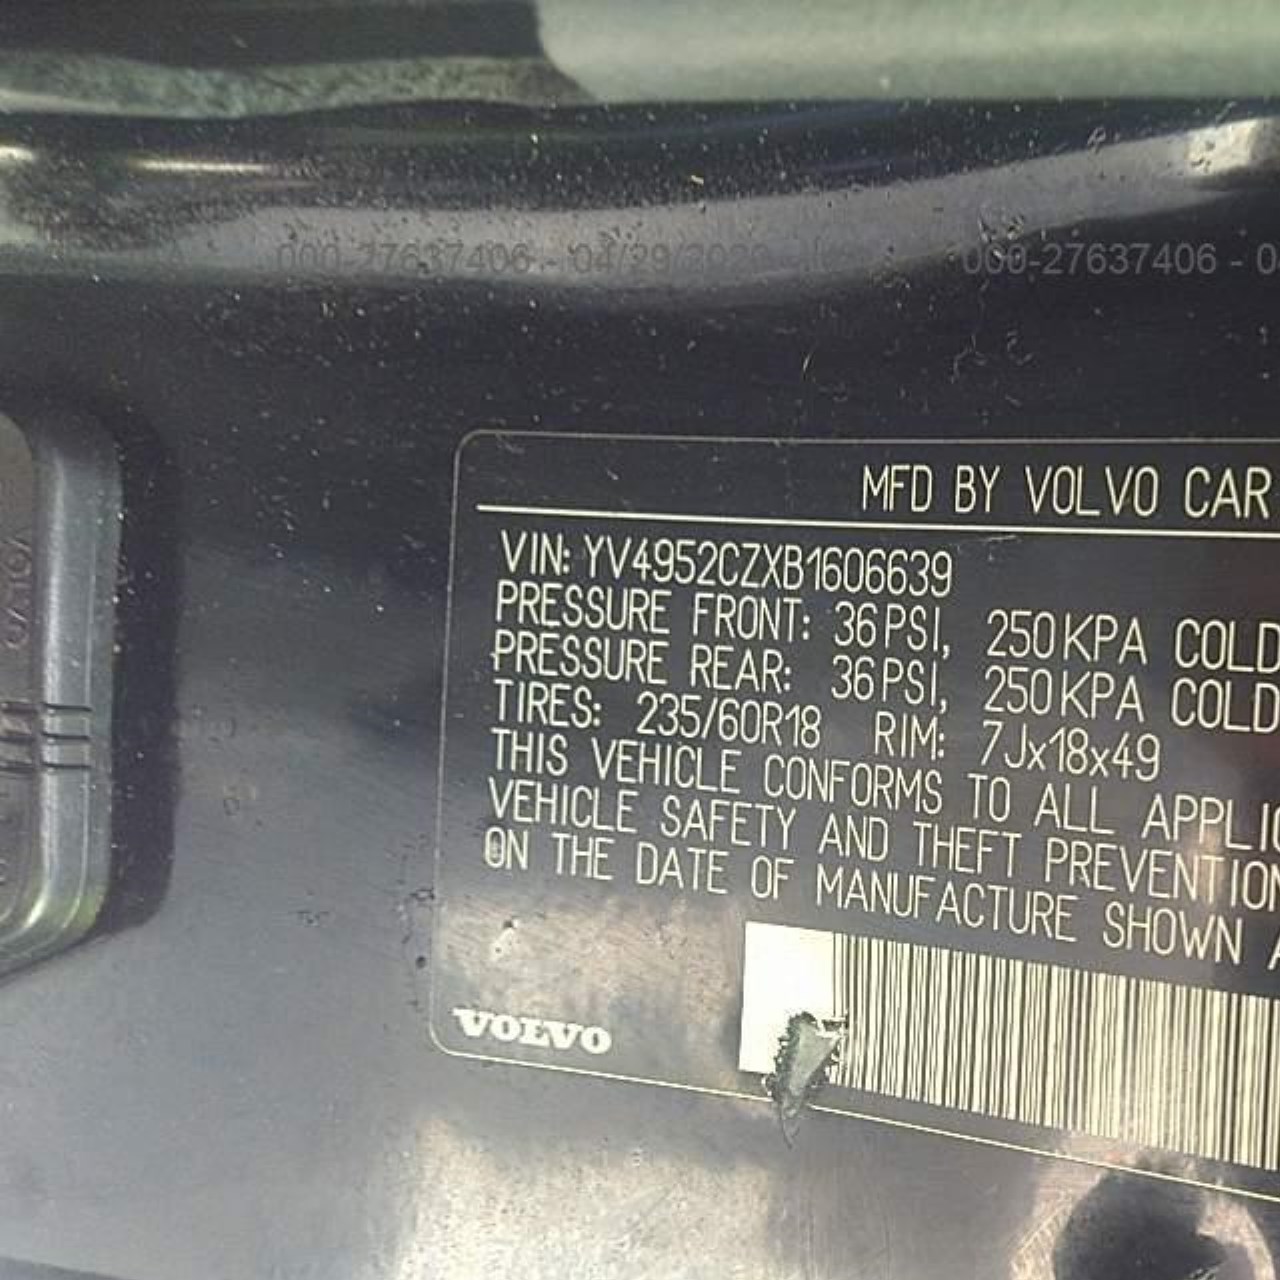 000-27637406 - 04/29/202
000-27637406 - 0
MFD BY VOLVO CAR
VIN: YV4952CZXB1606639
PRESSURE FRONT: 36PSI, 250KPA COLD
PRESSURE REAR: 36PSI, 250KPA COLD
TIRES: 235/60R18 RIM: 7Jx18x49
THIS VEHICLE CONFORMS TO ALL APPLIC
VEHICLE SAFETY AND THEFT PREVENTION
ON THE DATE OF MANUFACTURE SHOWN A
VOLVO
VOLVO